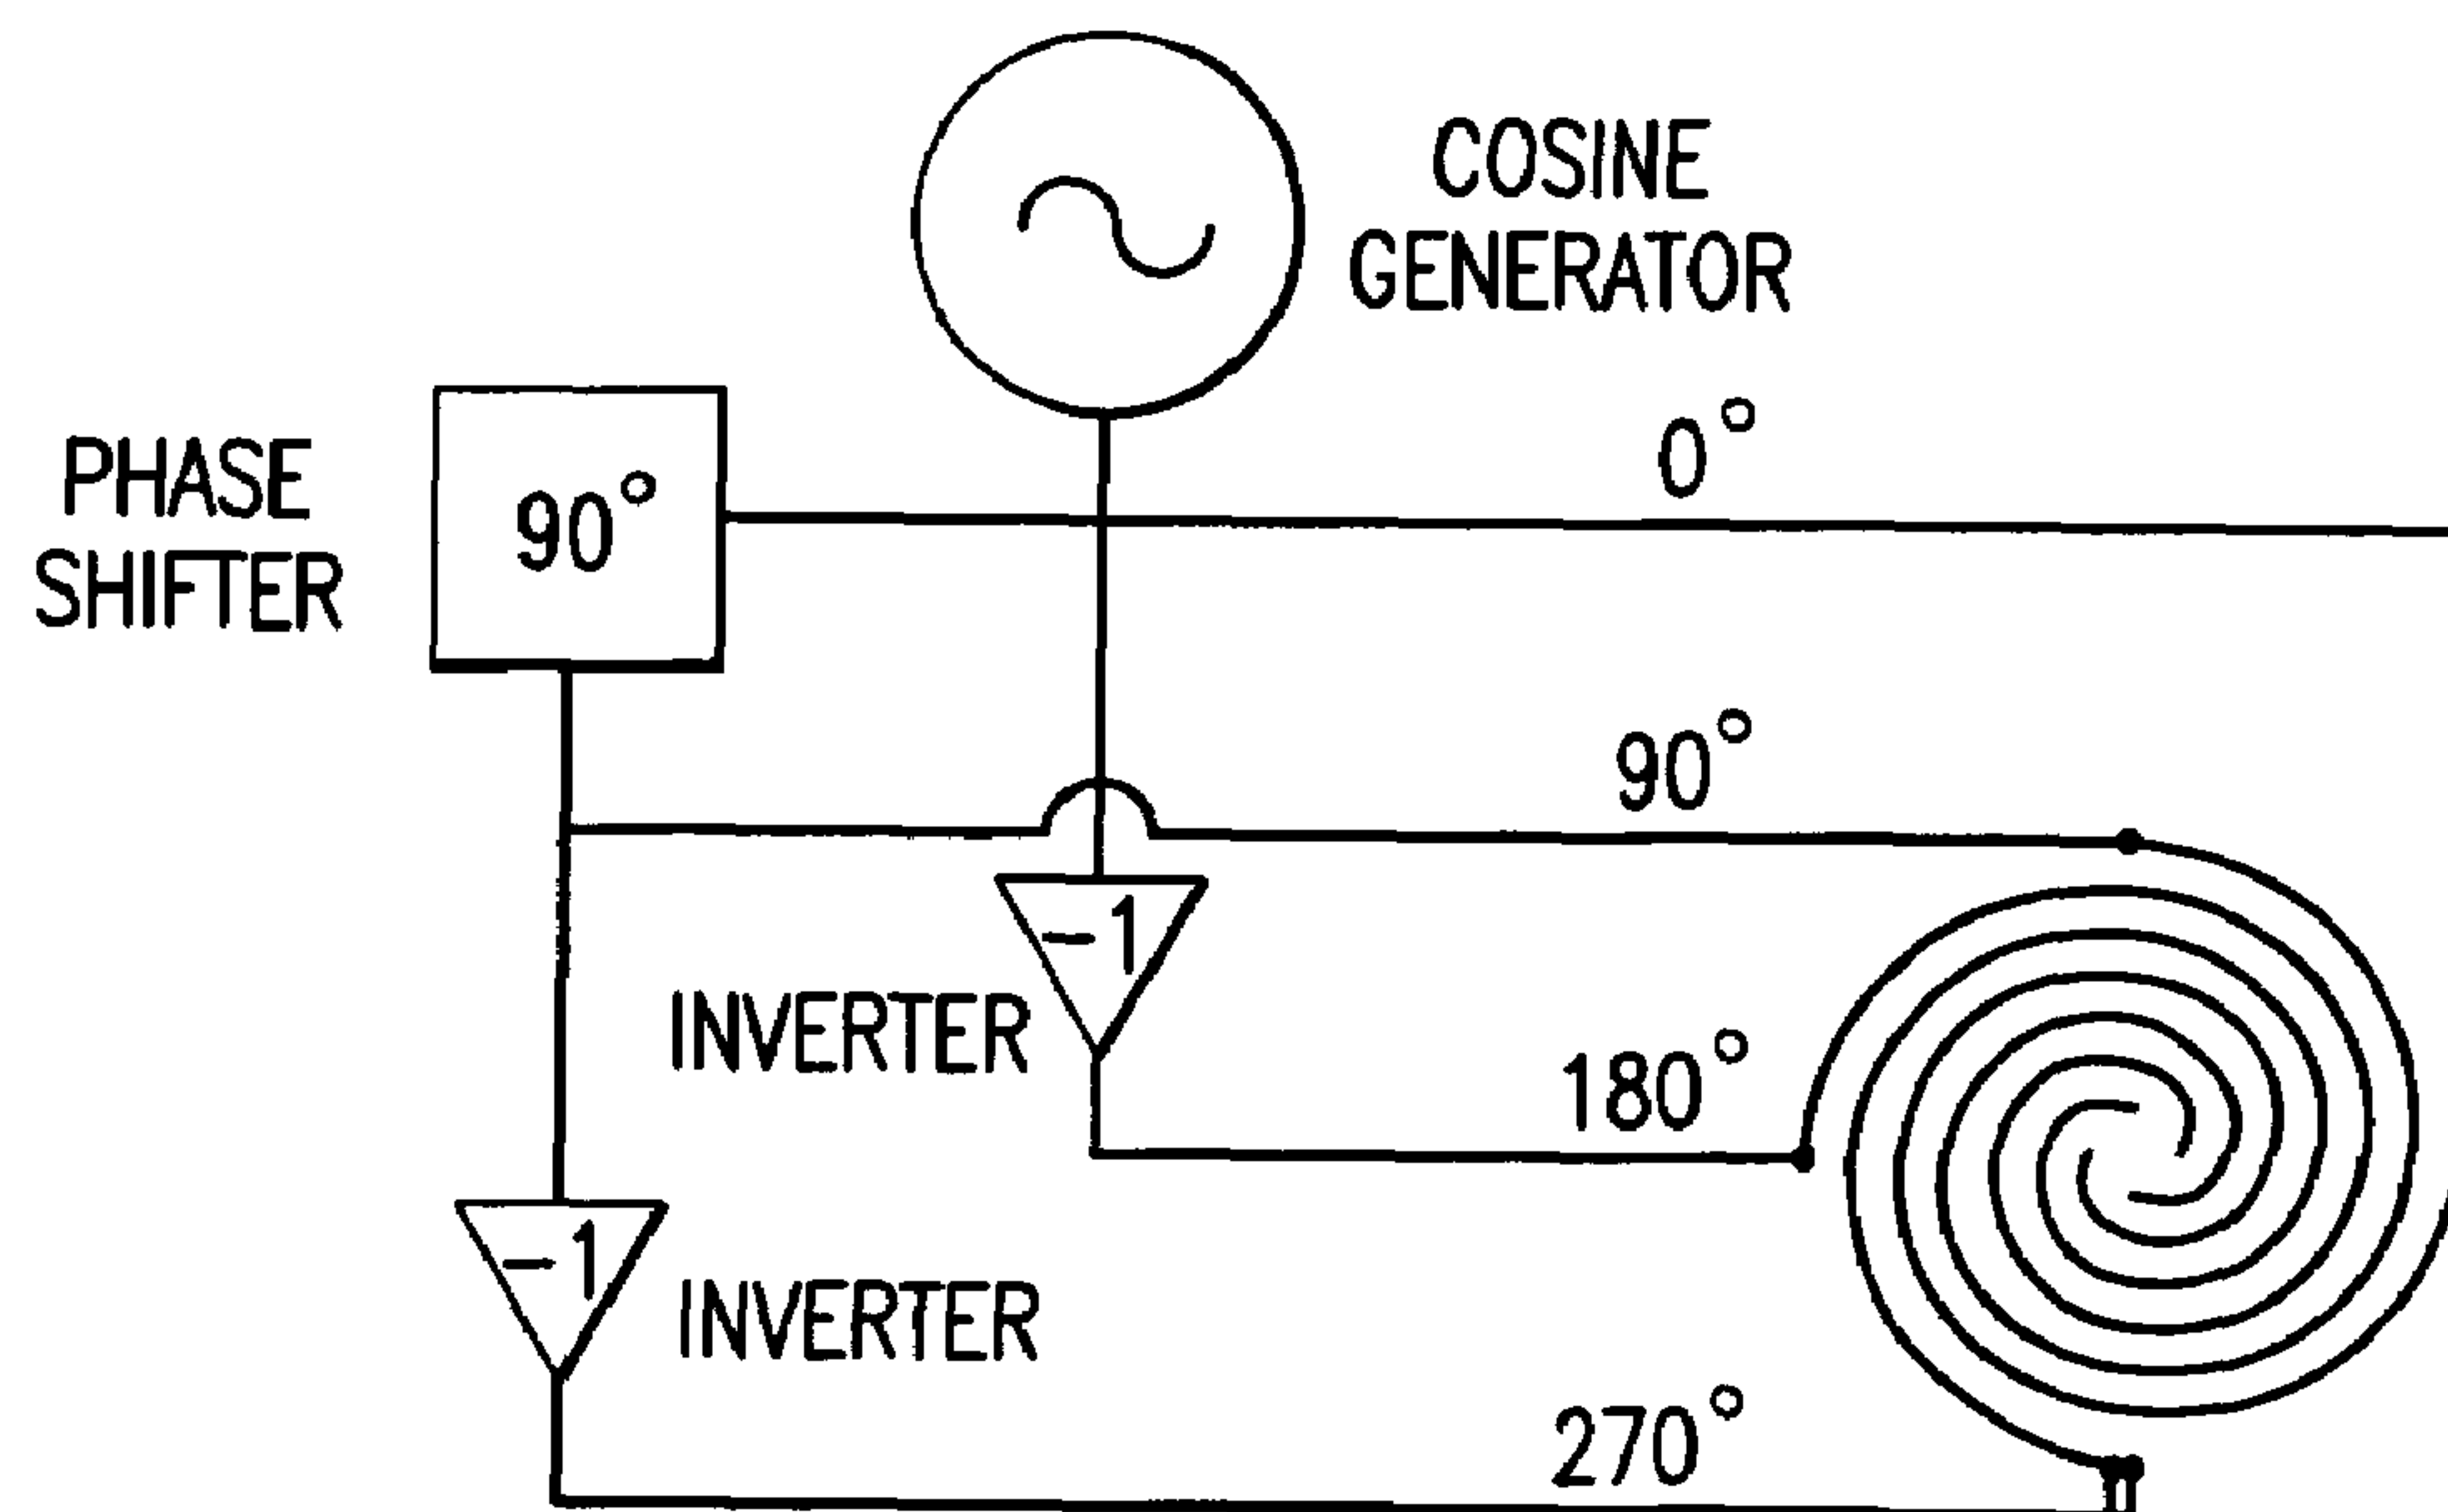 COSINE
GENERATOR
0°
PHASE
SHIFTER
90°
90°
-1
INVERTER
180°
-1
INVERTER
270°